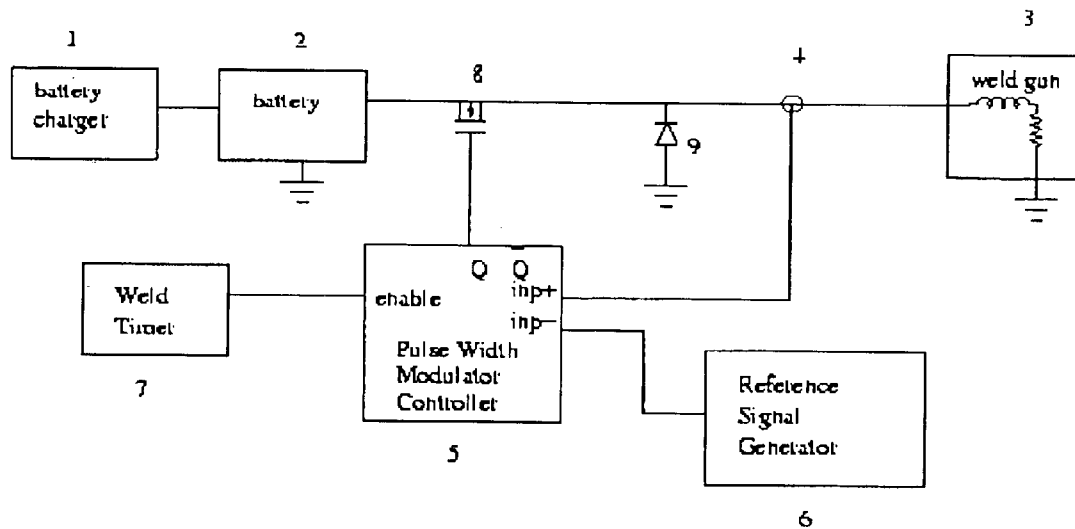 1
2
3
battery
charger
battery
8
4
weld gun
9
Q Q̅
enable
inp+
inp-
Pulse Width
Modulator
Controller
5
Weld
Timer
7
Reference
Signal
Generator
6